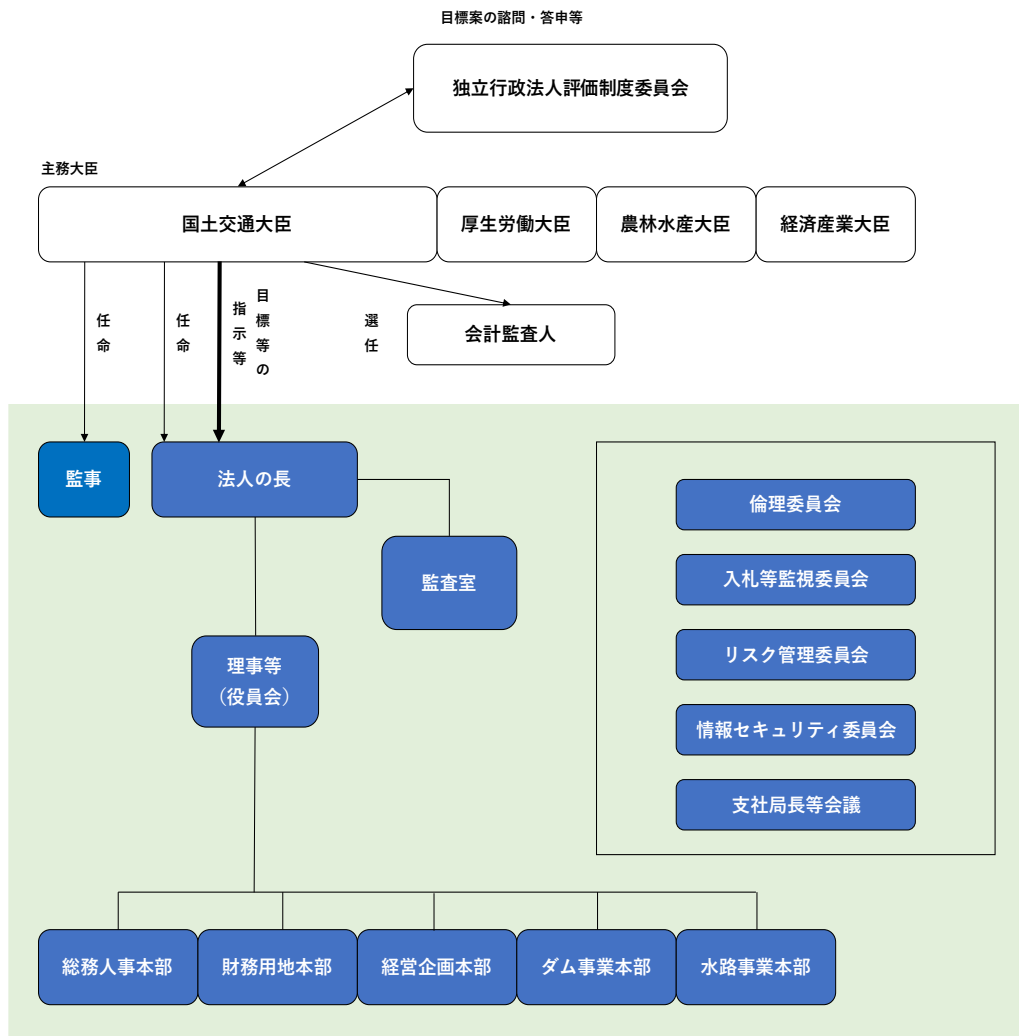 目標案の諮問・答申等
独立行政法人評価制度委員会
主務大臣
国土交通大臣
厚生労働大臣
農林水産大臣
経済産業大臣
任命
任命
目標等の
指示等
選任
会計監査人
監事
法人の長
監査室
理事等
（役員会）
倫理委員会
入札等監視委員会
リスク管理委員会
情報セキュリティ委員会
支社局長等会議
総務人事本部
財務用地本部
経営企画本部
ダム事業本部
水路事業本部